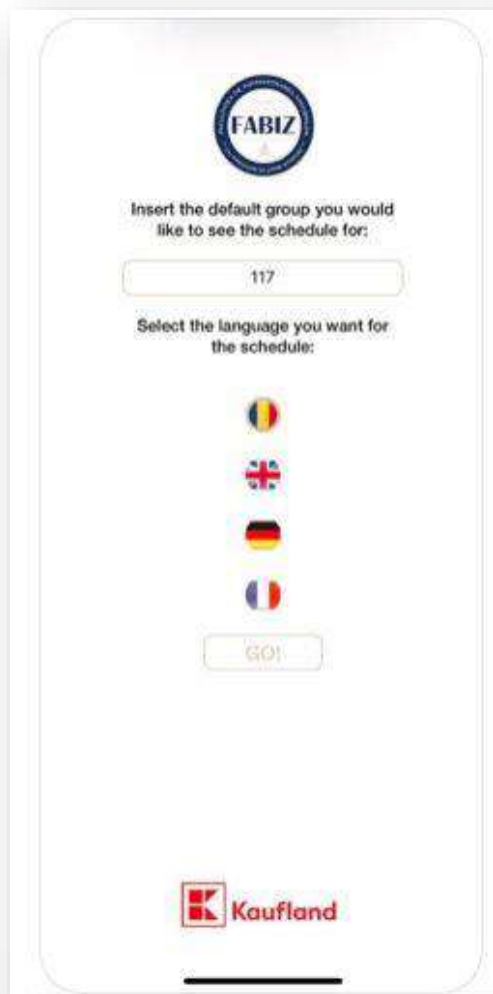 FABIZ
Insert the default group you would
like to see the schedule for:
117
Select the language you want for
the schedule:
GO!
Kaufland